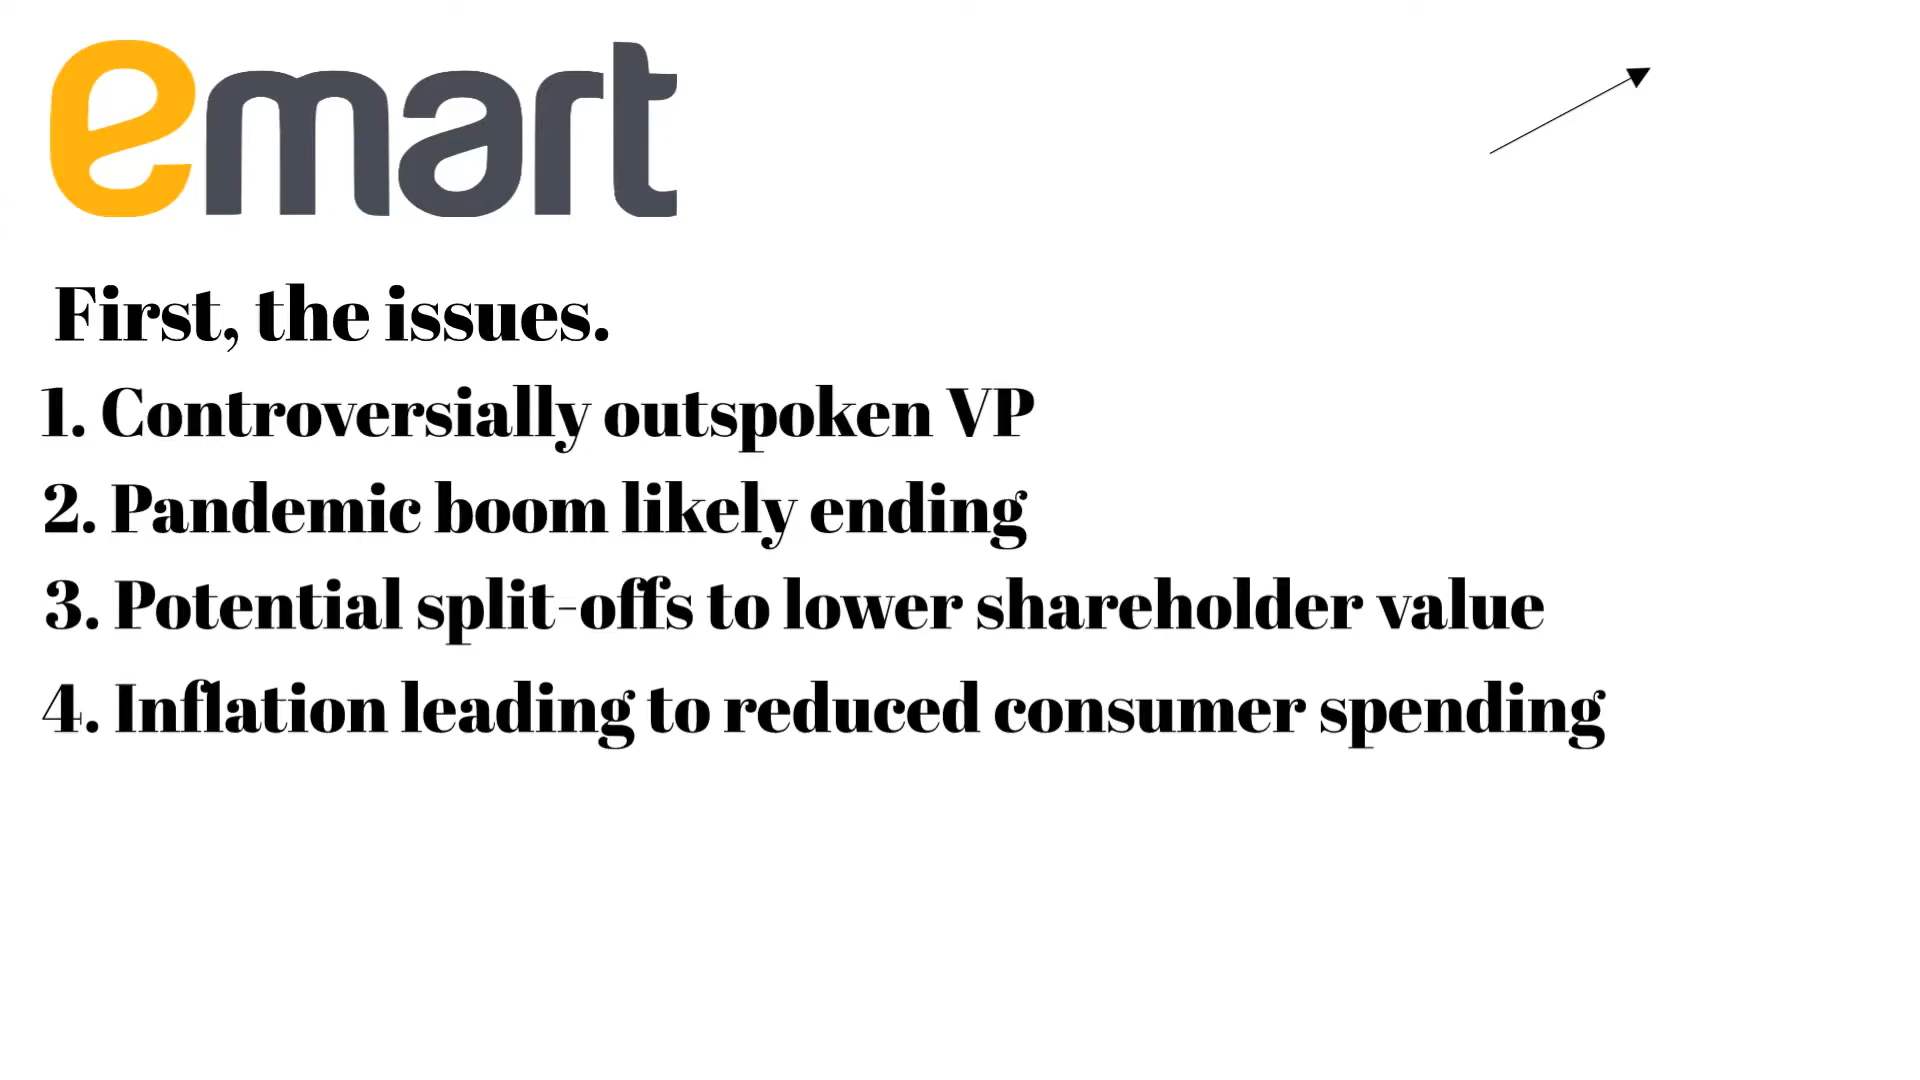 emart
First, the issues.
1. Controversially outspoken VP
2. Pandemic boom likely ending
3. Potential split-offs to lower shareholder value
4. Inflation leading to reduced consumer spending